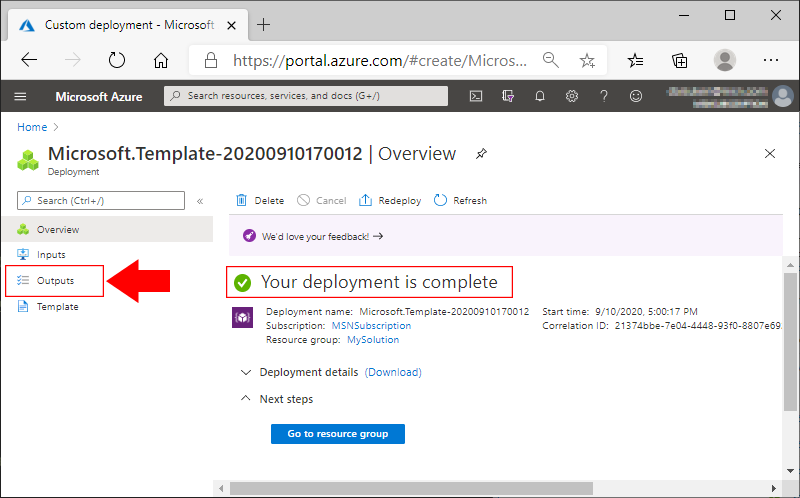 Custom deployment - Microsoft
https://portal.azure.com/#create/Micros...
Microsoft Azure
Search resources, services, and docs (G+/)
Home
Microsoft.Template-20200910170012 | Overview
Deployment
Search (Ctrl+/)
Delete
Cancel
Redeploy
Refresh
Overview
Inputs
Outputs
Template
We'd love your feedback! →
Your deployment is complete
Deployment name: Microsoft.Template-20200910170012
Subscription: MSNSubscription
Resource group: MySolution
Start time: 9/10/2020, 5:00:17 PM
Correlation ID: 21374bbe-7e04-4448-93f0-8807e69
Deployment details (Download)
Next steps
Go to resource group